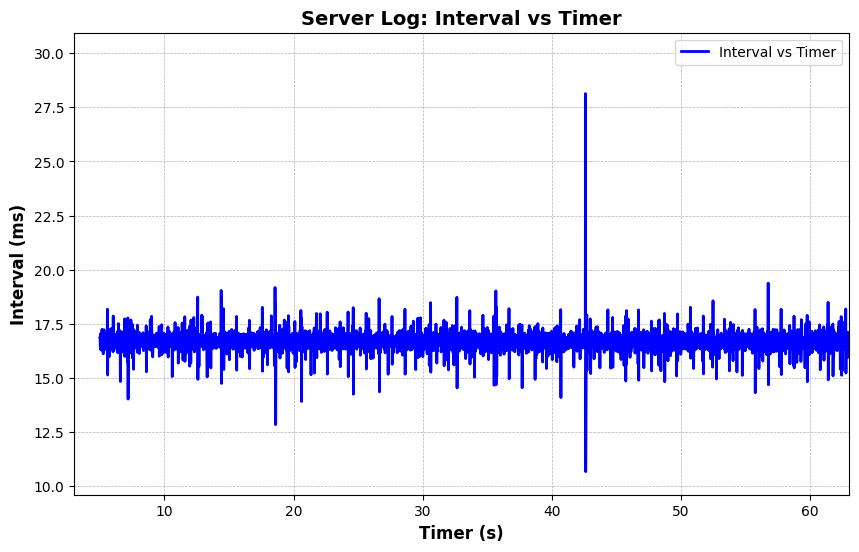 Server Log: Interval vs Timer
Interval vs Timer
30.0
27.5
25.0
22.5
20.0
17.5
15.0
12.5
10.0
Interval (ms)
10 20 30 40 50 60
Timer (s)